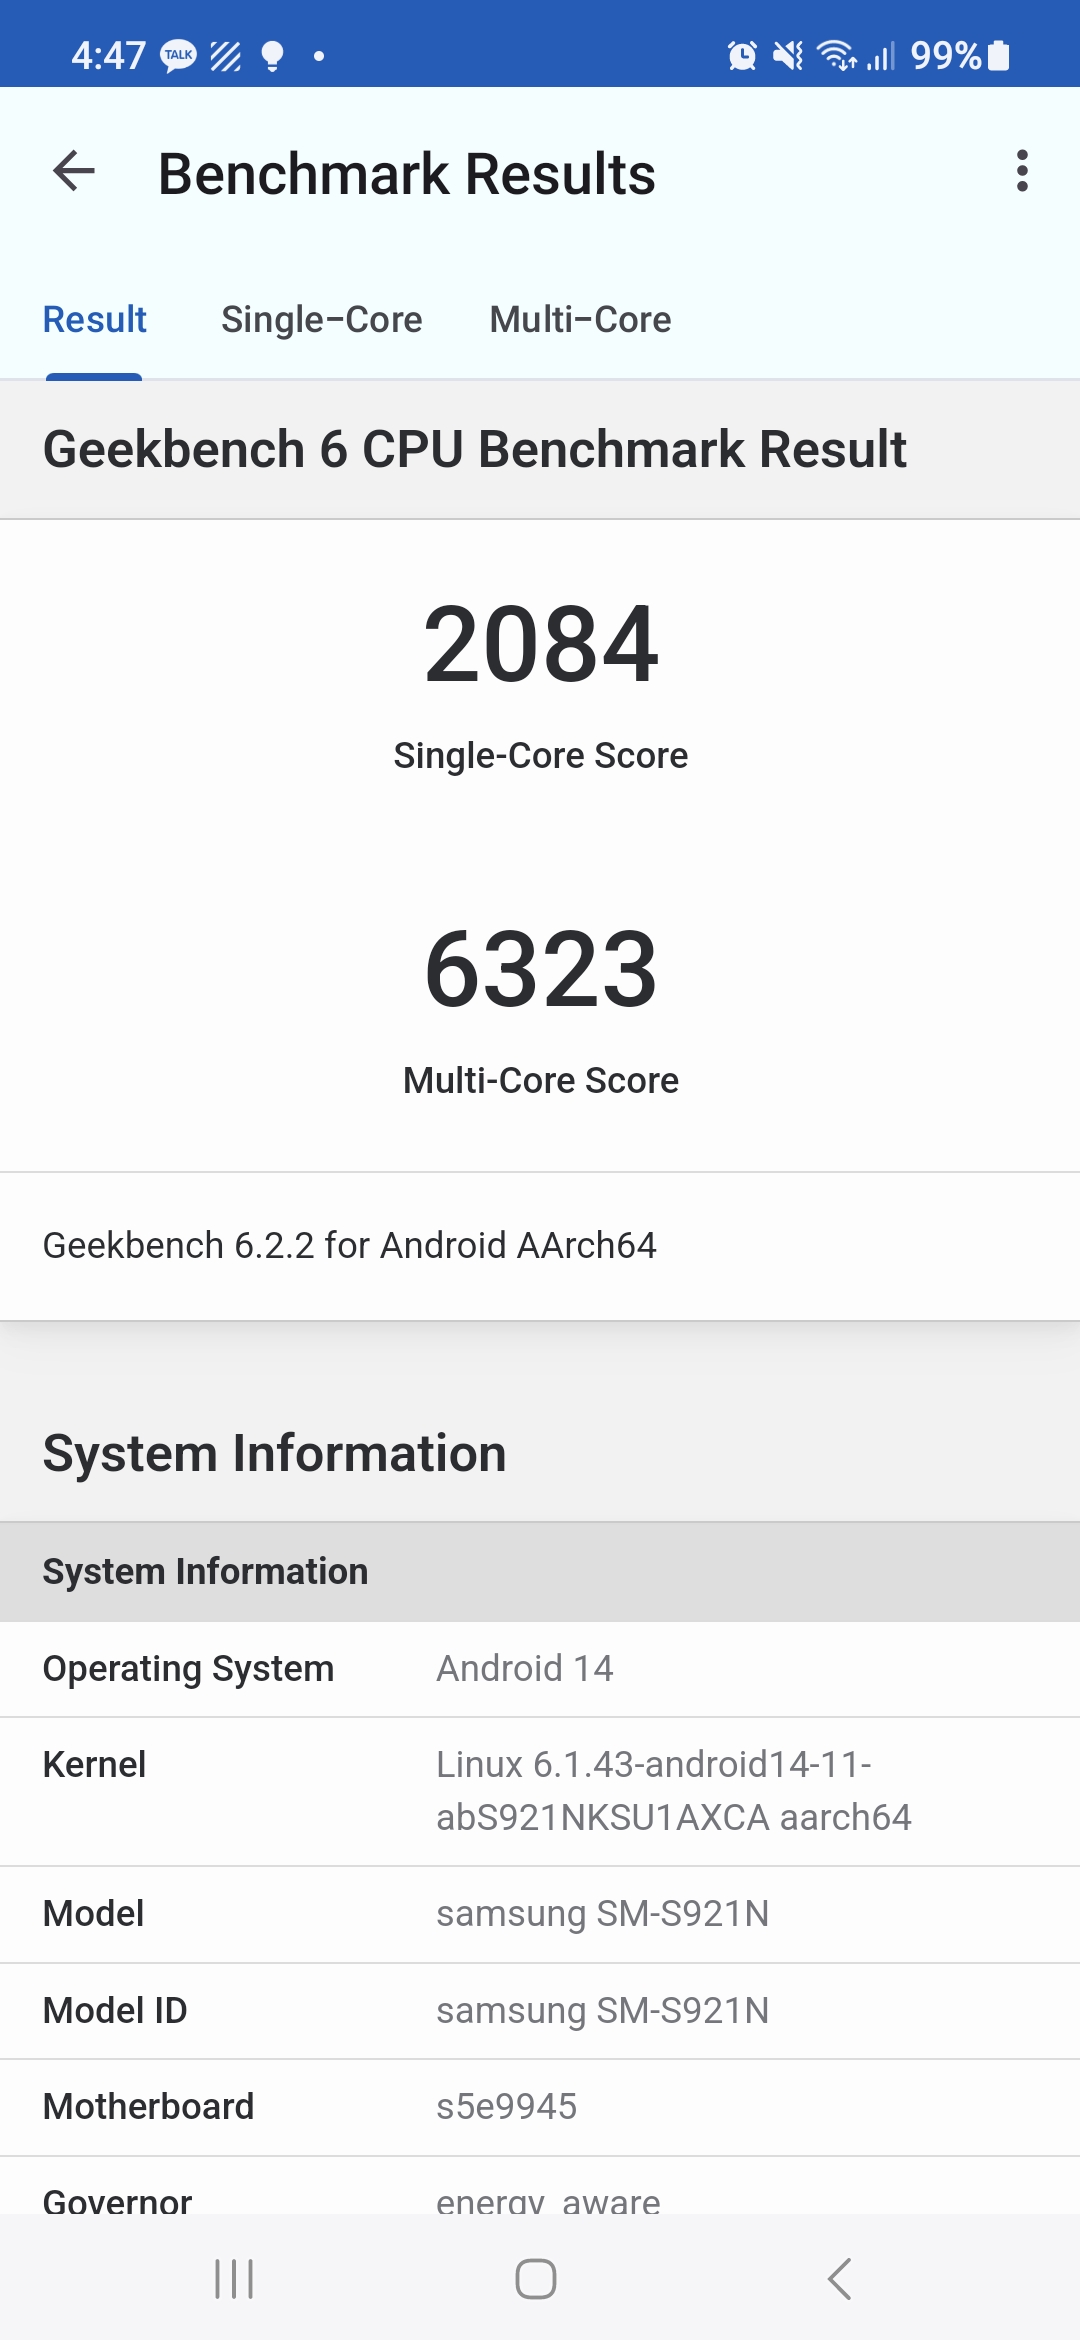 4:47 TALK 99%
Benchmark Results
Result Single-Core Multi-Core
Geekbench 6 CPU Benchmark Result
2084
Single-Core Score
6323
Multi-Core Score
Geekbench 6.2.2 for Android AArch64
System Information
System Information
Operating System Android 14
Kernel Linux 6.1.43-android14-11-
abS921NKSU1AXCA aarch64
Model samsung SM-S921N
Model ID samsung SM-S921N
Motherboard s5e9945
Governor energy_aware